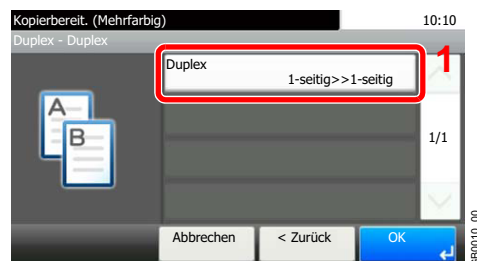 Kopierbereit. (Mehrfarbig)
10:10
Duplex - Duplex
1
Duplex
1-seitig>>1-seitig
A
B
1/1
Abbrechen
< Zurück
OK